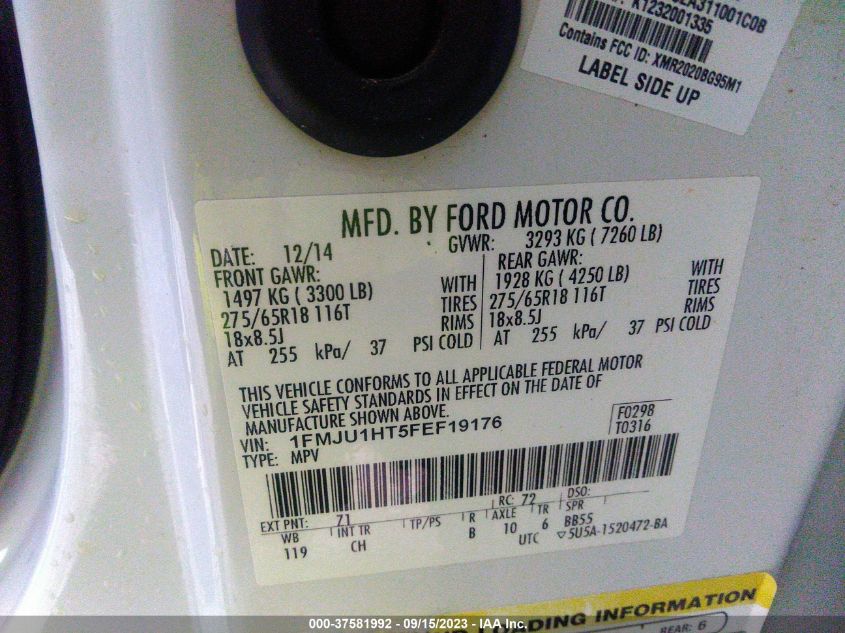 A311001C0B
K1232001335
Contains FCC ID: XMR2020BG95M1
LABEL SIDE UP
MFD. BY FORD MOTOR CO.
DATE: 12/14 GVWR: 3293 KG ( 7260 LB)
FRONT GAWR: REAR GAWR:
1497 KG ( 3300 LB) WITH 1928 KG ( 4250 LB) WITH
275/65R18 116T TIRES 275/65R18 116T TIRES
18x8.5J RIMS 18x8.5J RIMS
AT 255 kPa/ 37 PSI COLD AT 255 kPa/ 37 PSI COLD
THIS VEHICLE CONFORMS TO ALL APPLICABLE FEDERAL MOTOR
VEHICLE SAFETY STANDARDS IN EFFECT ON THE DATE OF
MANUFACTURE SHOWN ABOVE.
VIN: 1FMJU1HT5FEF19176 F0298
TYPE: MPV T0316
EXT PNT: 71 RC: 72 DSO:
WB INT TR TP/PS R AXLE TR SPR
119 CH B 10 6 BB55
UTC ▽5U5A-1520472-BA
LOADING INFORMATION
REAR: 6
000-37581992 - 09/15/2023 - IAA Inc.